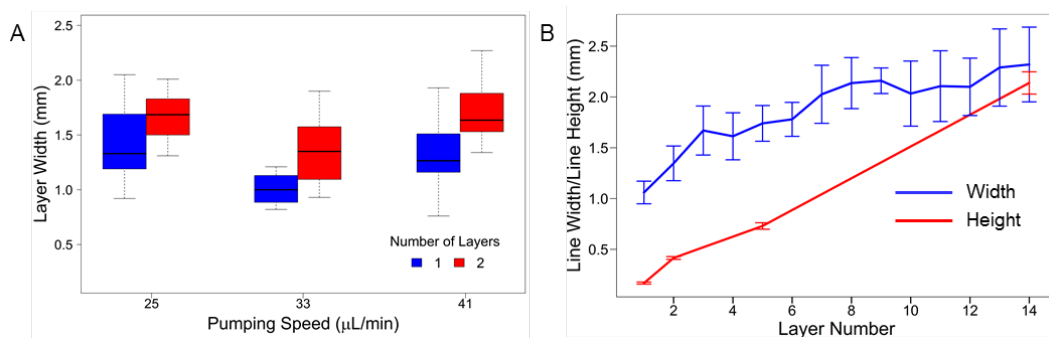 A
Layer Width (mm)
2.5
2.0
1.5
1.0
0.5
Number of Layers
1 2
25 33 41
Pumping Speed (μL/min)
B
Line Width/Line Height (mm)
2.5
2.0
1.5
1.0
0.5
Width
Height
2 4 6 8 10 12 14
Layer Number